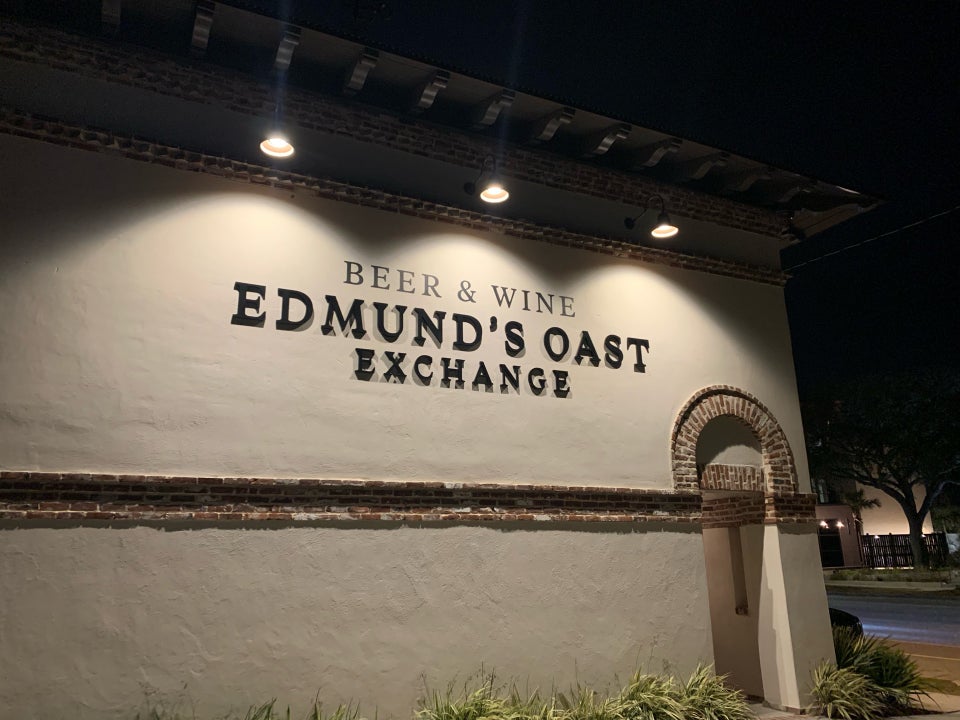 BEER & WINE
EDMUND'S OAST
EXCHANGE